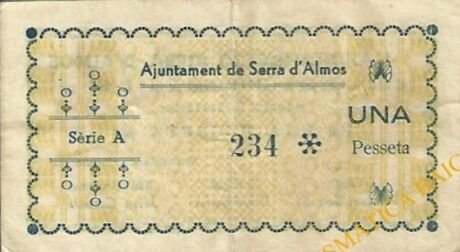 Ajuntament de Serra d'Almos
Sèrie A
234 *
UNA
Pesseta